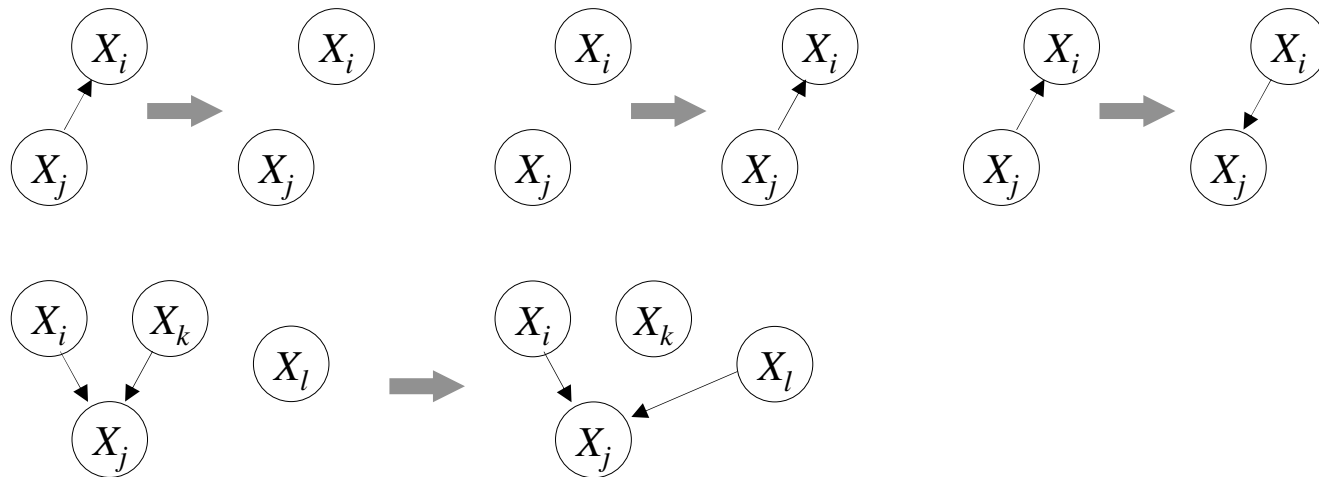 X_i X_i X_i X_i X_i X_i
X_j X_j X_j X_j X_j X_j
X_i X_k X_l X_i X_k X_l
X_j X_j